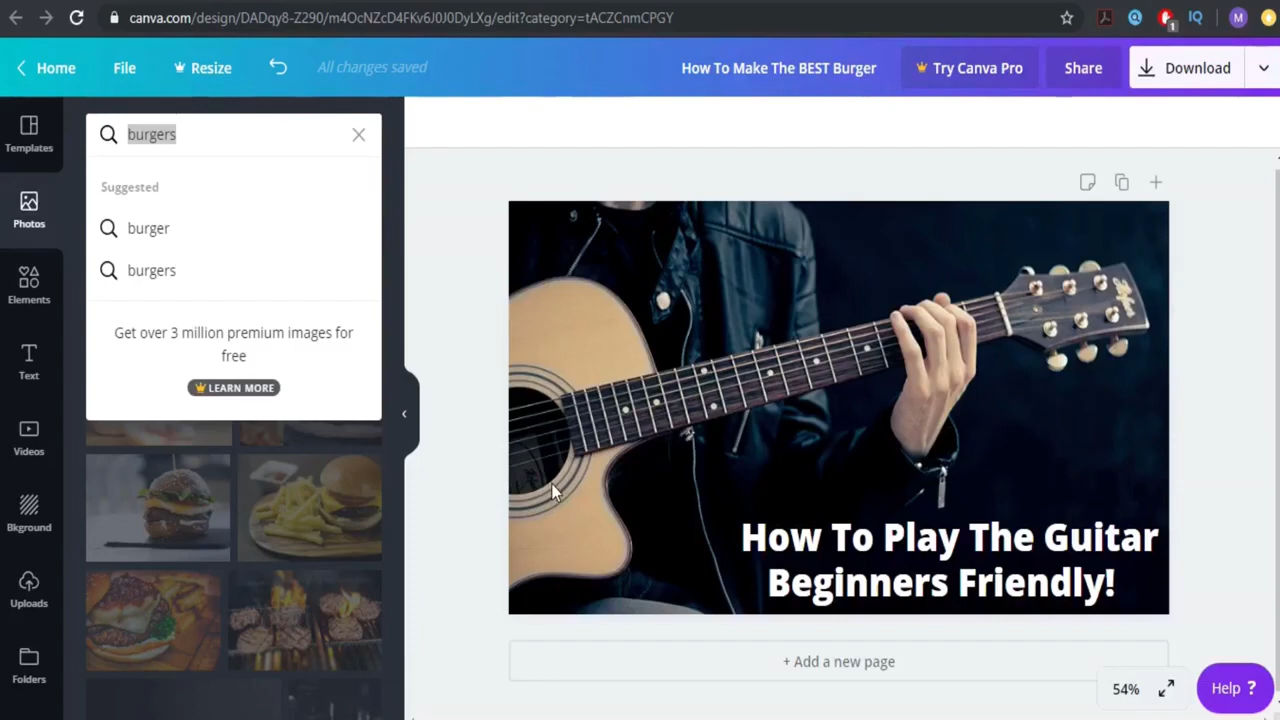 canva.com/design/DADqy8-Z290/m4OcNZcD4FKv6J0J0DyLXg/edit?category=tACZCnmCPGY
1
IQ
M
Home
File
Resize
All changes saved
How To Make The BEST Burger
Try Canva Pro
Share
Download
Templates
Photos
Elements
Text
Videos
Bkground
Uploads
Folders
burgers
Suggested
burger
burgers
Get over 3 million premium images for
free
LEARN MORE
How To Play The Guitar
Beginners Friendly!
+ Add a new page
54%
Help ?